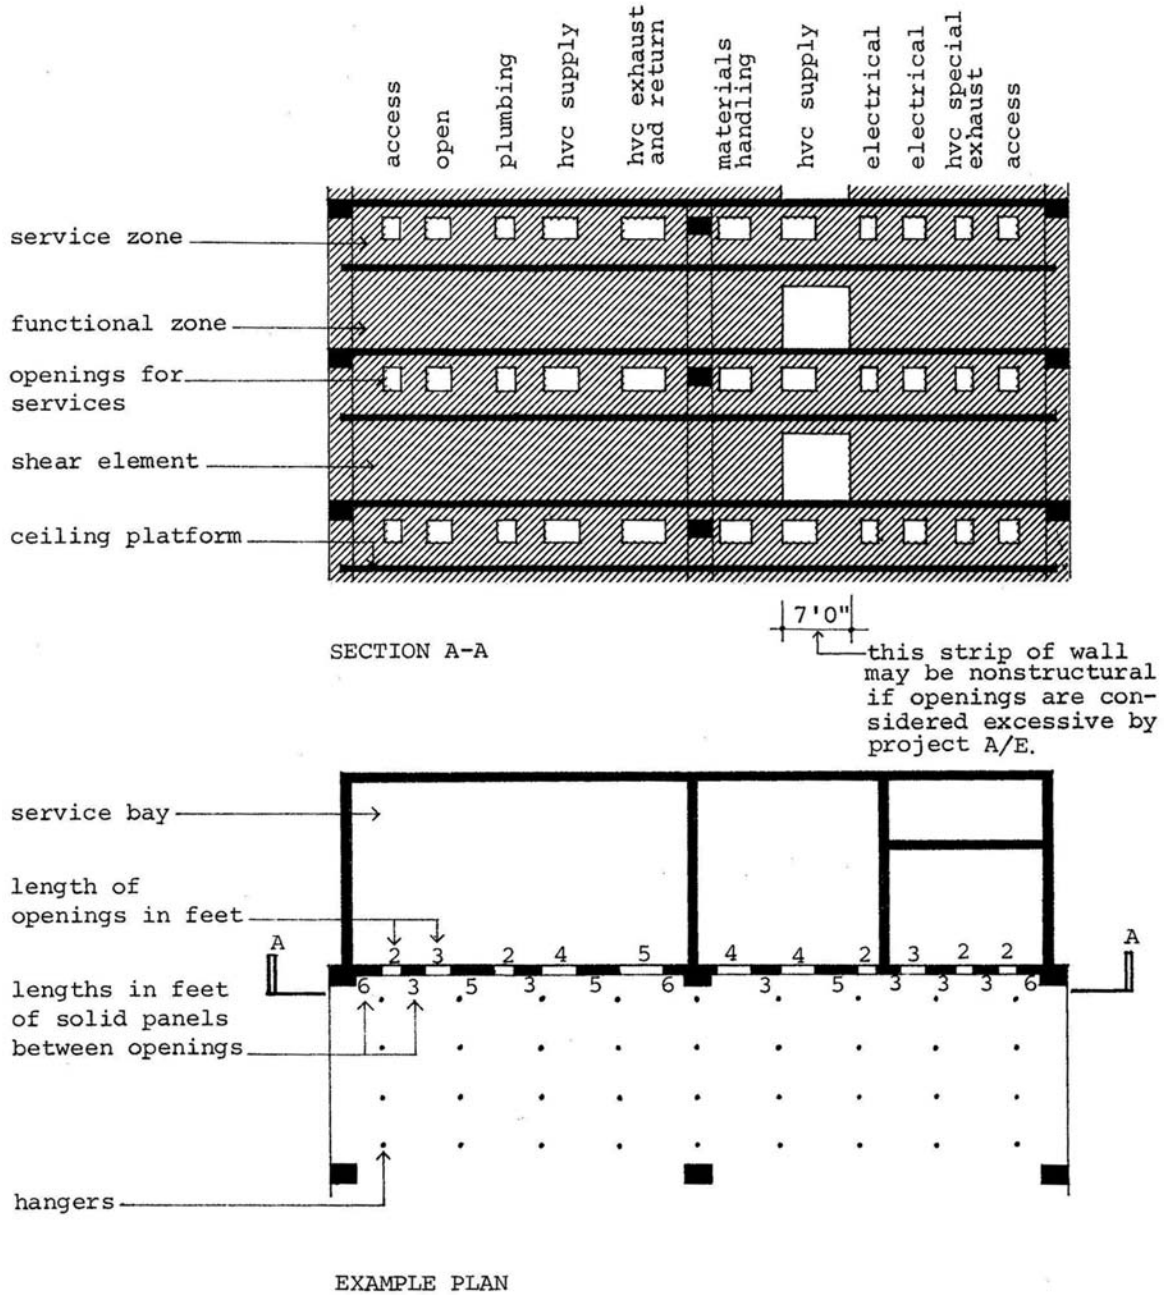 access
open
plumbing
hvc supply
hvc exhaust
and return
materials
handling
hvc supply
electrical
electrical
hvc special
exhaust
access
service zone
functional zone
openings for
services
shear element
ceiling platform
7'0"
SECTION A-A
this strip of wall
may be nonstructural
if openings are con-
sidered excessive by
project A/E.
service bay
length of
openings in feet
A
2 3 2 4 5 4 4 2 3 2 2
A
lengths in feet
of solid panels
between openings
6 3 5 3 5 6 3 5 3 3 6
hangers
EXAMPLE PLAN